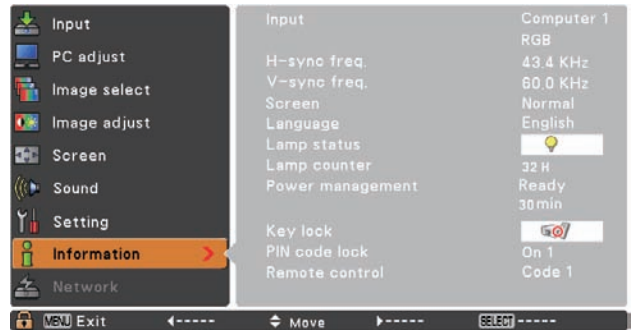 Input
PC adjust
Image select
Image adjust
Screen
Sound
Setting
Information
Network
Input Computer 1
RGB
H-sync freq. 43.4 KHz
V-sync freq. 60.0 KHz
Screen Normal
Language English
Lamp status
Lamp counter 32 H
Power management Ready
30 min
Key lock
PIN code lock On 1
Remote control Code 1
MENU Exit ◀----- Move ▶----- SELECT -----